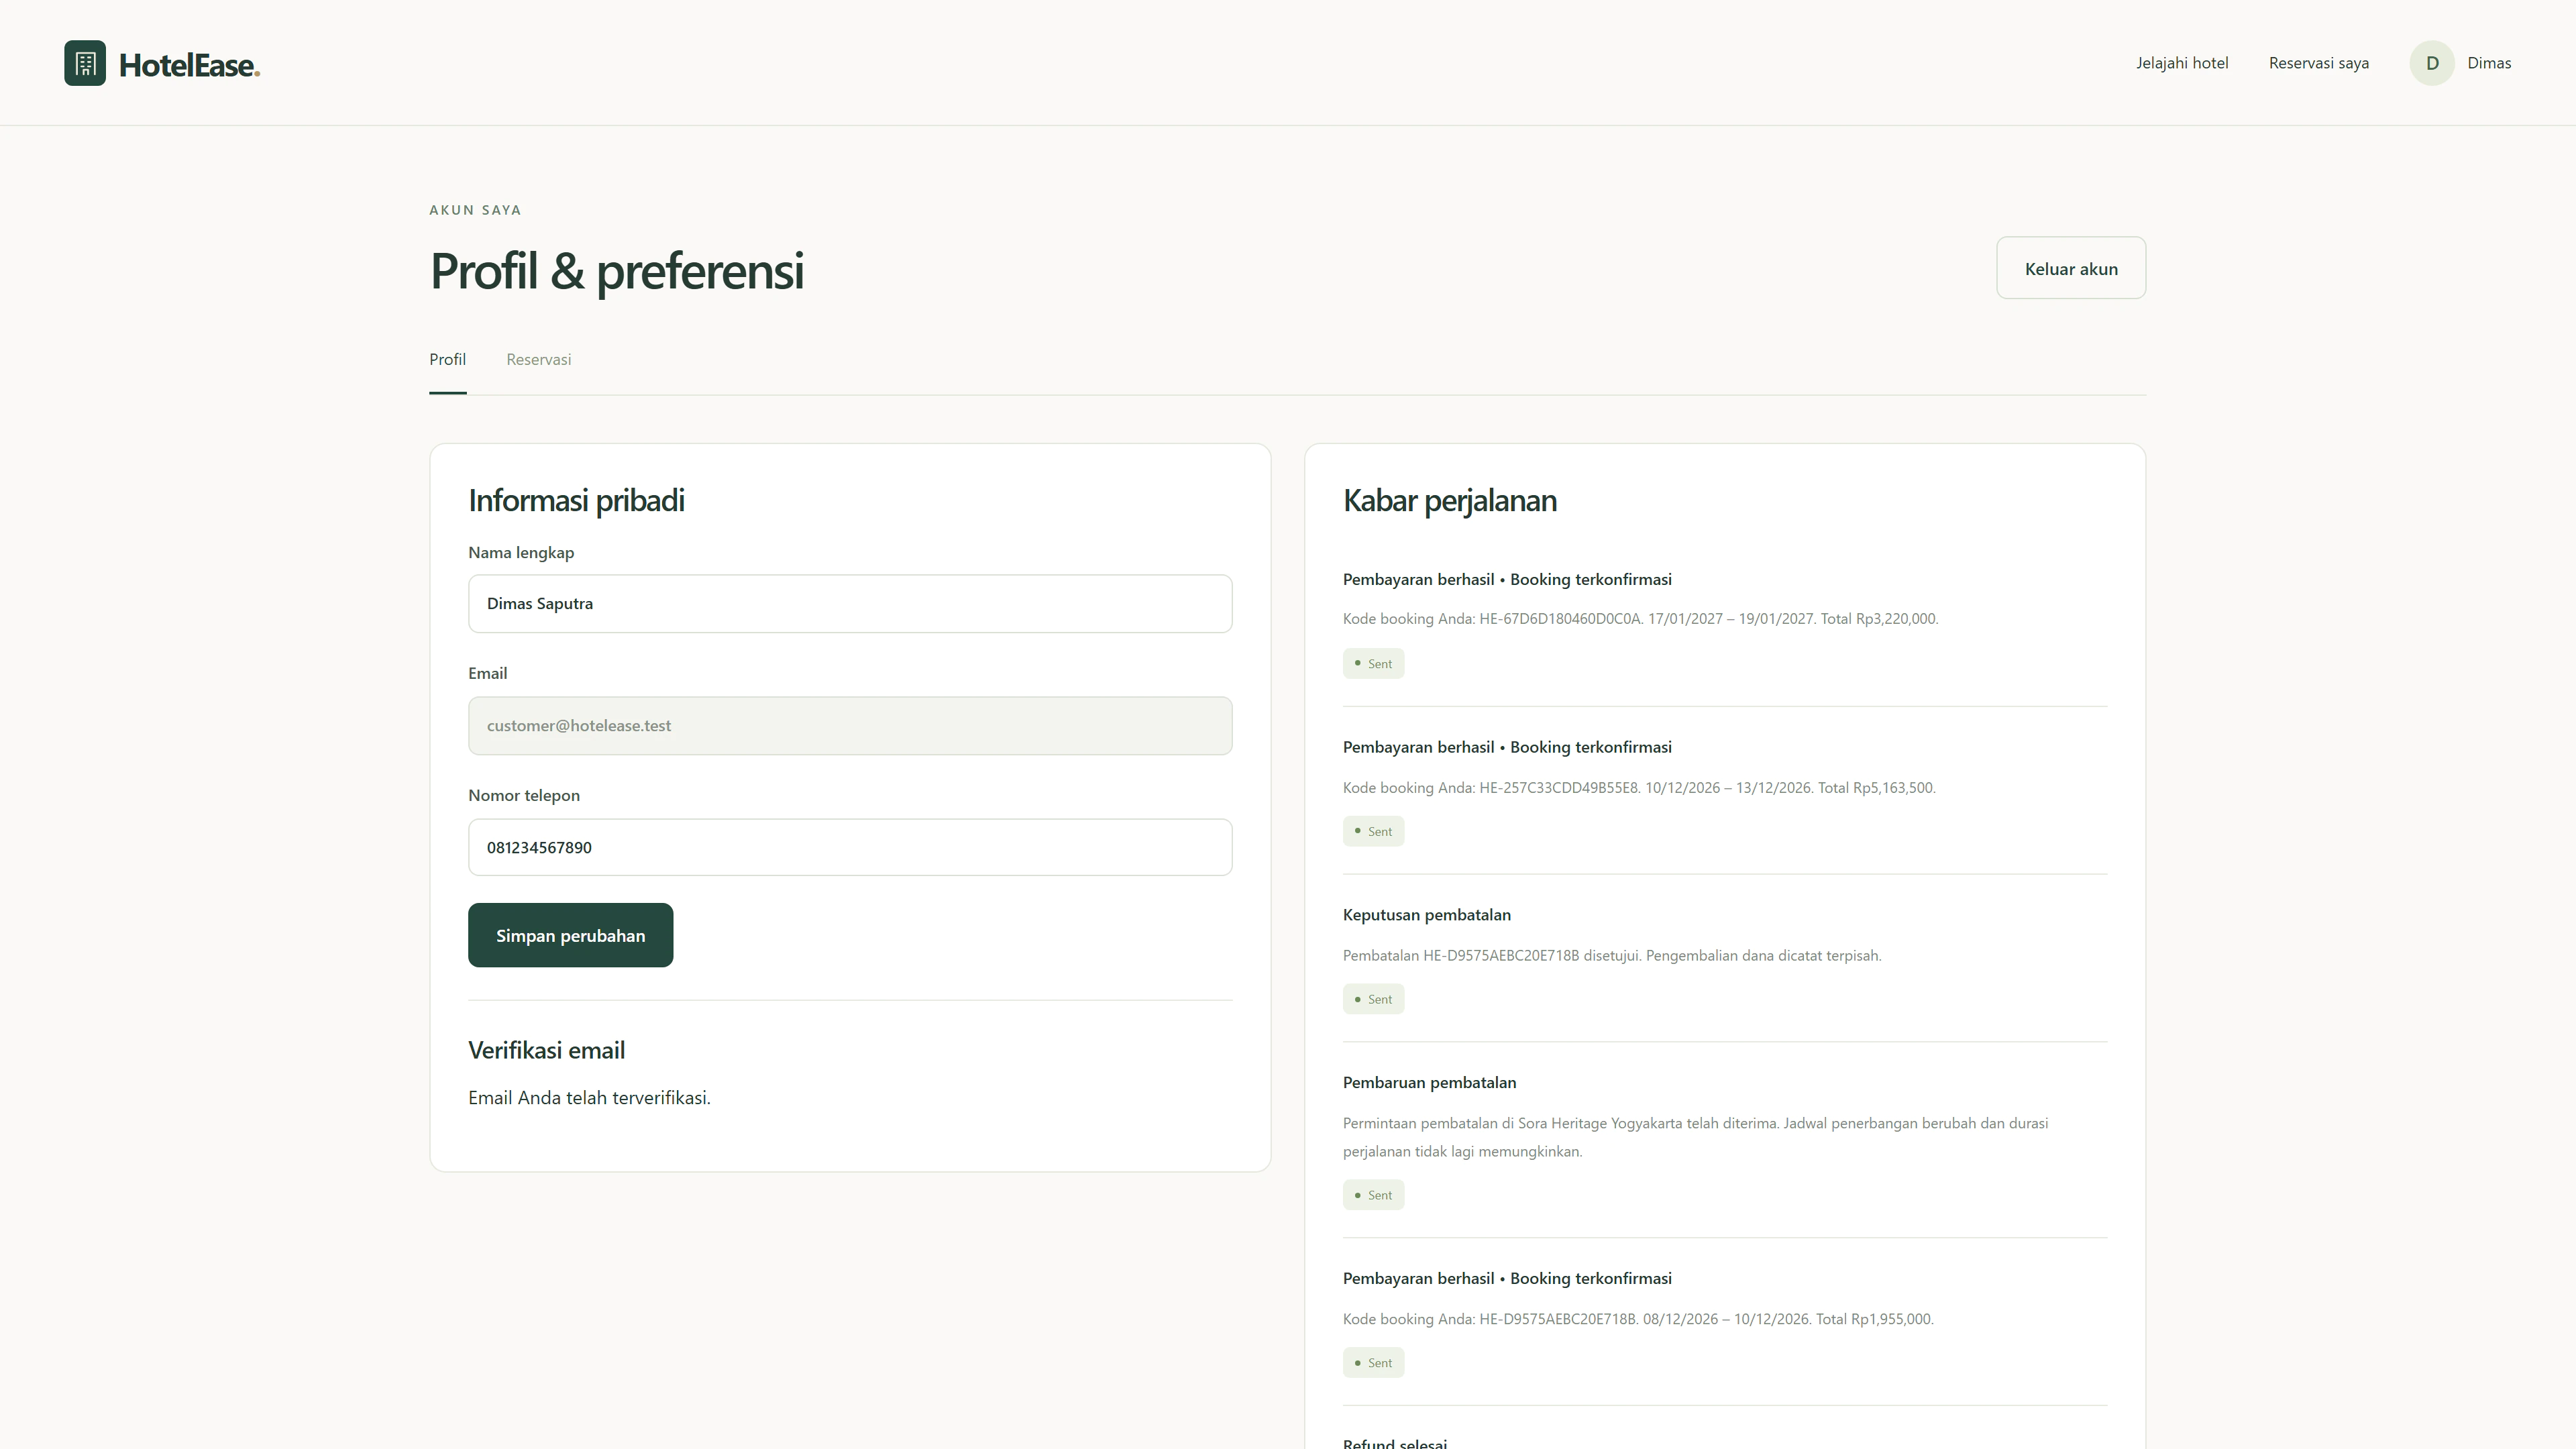 HotelEase.
Jelajahi hotel
Reservasi saya
D
Dimas
AKUN SAYA
Profil & preferensi
Keluar akun
Profil
Reservasi
Informasi pribadi
Nama lengkap
Dimas Saputra
Email
customer@hotelease.test
Nomor telepon
081234567890
Simpan perubahan
Verifikasi email
Email Anda telah terverifikasi.
Kabar perjalanan
Pembayaran berhasil • Booking terkonfirmasi
Kode booking Anda: HE-67D6D180460D0C0A. 17/01/2027 – 19/01/2027. Total Rp3,220,000.
Sent
Pembayaran berhasil • Booking terkonfirmasi
Kode booking Anda: HE-257C33CDD49B55E8. 10/12/2026 – 13/12/2026. Total Rp5,163,500.
Sent
Keputusan pembatalan
Pembatalan HE-D9575AEBC20E718B disetujui. Pengembalian dana dicatat terpisah.
Sent
Pembaruan pembatalan
Permintaan pembatalan di Sora Heritage Yogyakarta telah diterima. Jadwal penerbangan berubah dan durasi
perjalanan tidak lagi memungkinkan.
Sent
Pembayaran berhasil • Booking terkonfirmasi
Kode booking Anda: HE-D9575AEBC20E718B. 08/12/2026 – 10/12/2026. Total Rp1,955,000.
Sent
Refund selesai